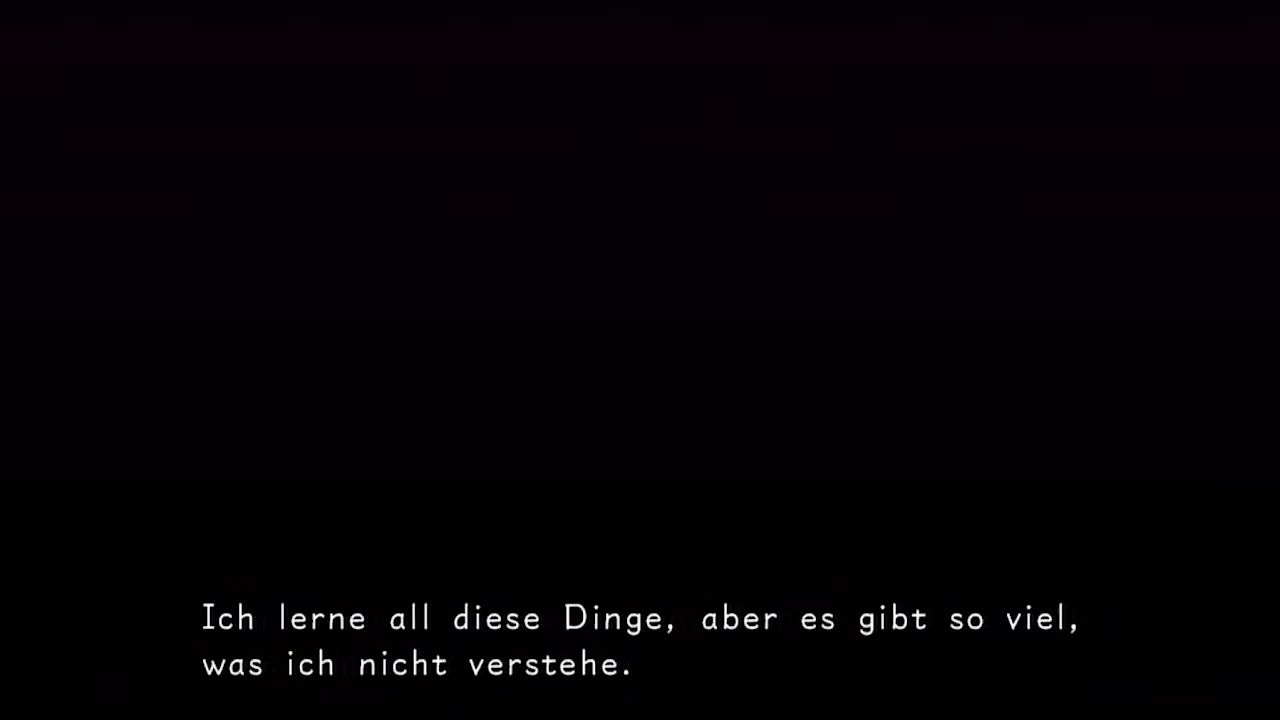 Ich lerne all diese Dinge, aber es gibt so viel,
was ich nicht verstehe.